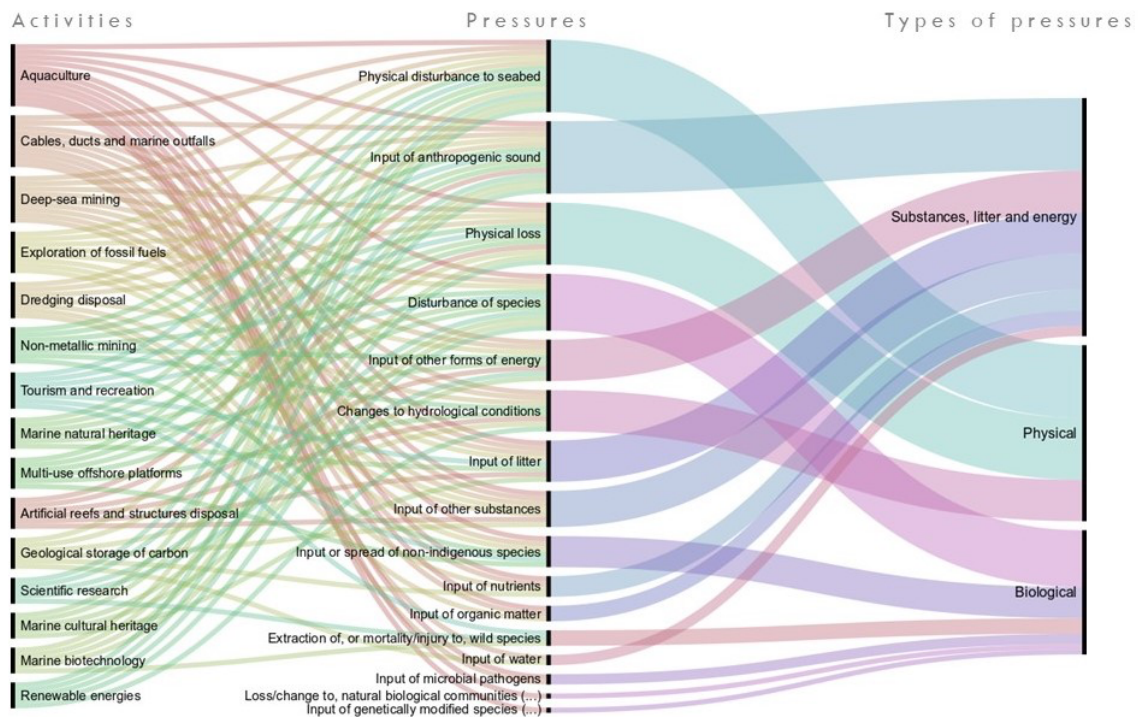 Activities
Pressures
Types of pressures
Aquaculture
Cables, ducts and marine outfalls
Deep-sea mining
Exploration of fossil fuels
Dredging disposal
Non-metallic mining
Tourism and recreation
Marine natural heritage
Multi-use offshore platforms
Artificial reefs and structures disposal
Geological storage of carbon
Scientific research
Marine cultural heritage
Marine biotechnology
Renewable energies
Physical disturbance to seabed
Input of anthropogenic sound
Physical loss
Disturbance of species
Input of other forms of energy
Changes to hydrological conditions
Input of litter
Input of other substances
Input or spread of non-indigenous species
Input of nutrients
Input of organic matter
Extraction of, or mortality/injury to, wild species
Input of water
Input of microbial pathogens
Loss/change to, natural biological communities (...)
Input of genetically modified species (...)
Substances, litter and energy
Physical
Biological